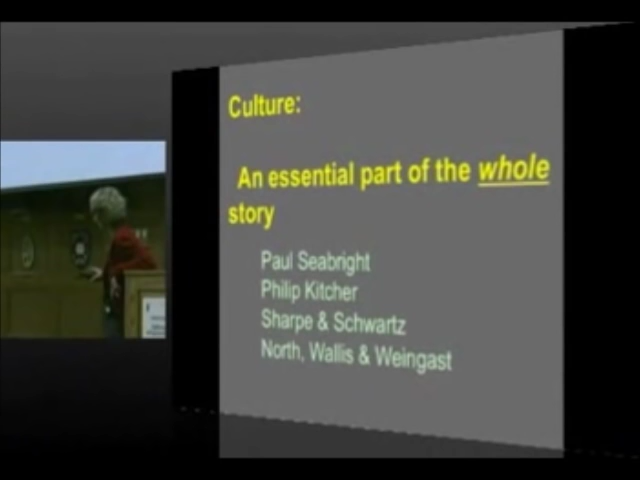 Culture:
An essential part of the whole
story
Paul Seabright
Philip Kitcher
Sharpe & Schwartz
North, Wallis & Weingast